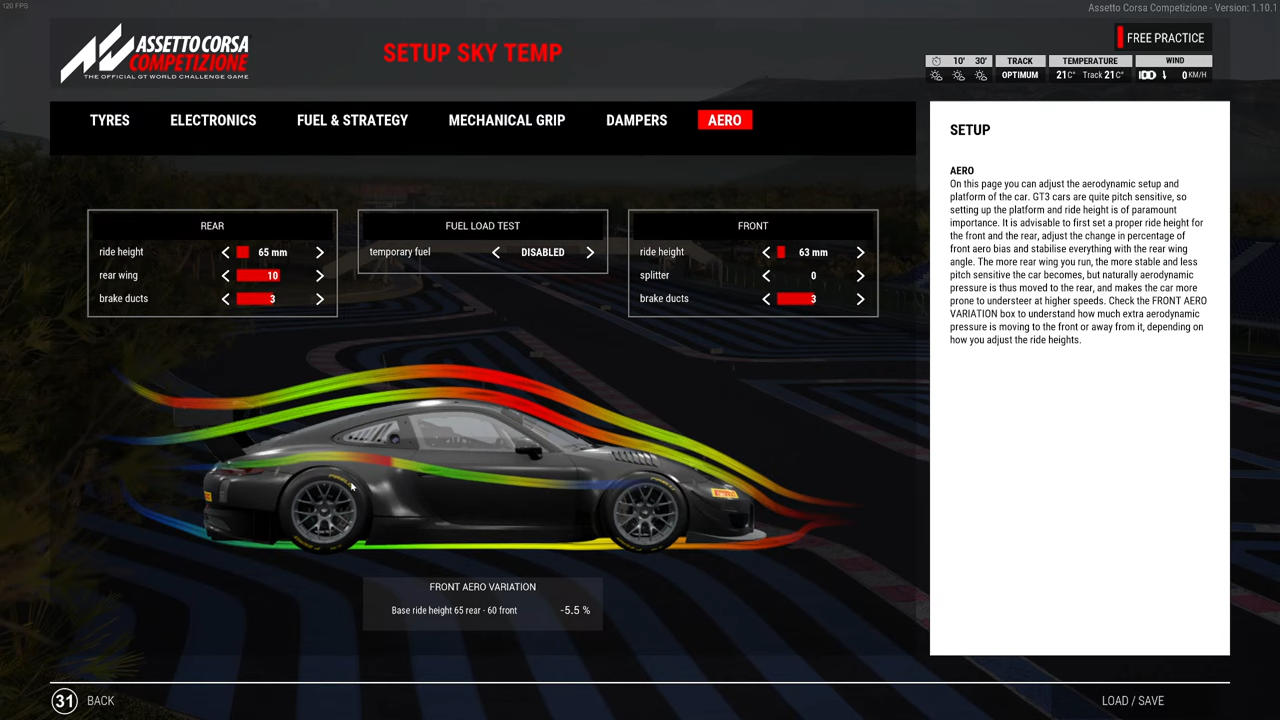 120 FPS
Assetto Corsa Competizione - Version: 1.10.1
ASSETTO CORSA
COMPETIZIONE
THE OFFICIAL GT WORLD CHALLENGE GAME
SETUP SKY TEMP
FREE PRACTICE
10' 30' TRACK TEMPERATURE WIND
OPTIMUM 21C° Track 21C° 0 KM/H
TYRES ELECTRONICS FUEL & STRATEGY MECHANICAL GRIP DAMPERS AERO
REAR
ride height 65 mm
rear wing 10
brake ducts 3
FUEL LOAD TEST
temporary fuel DISABLED
FRONT
ride height 63 mm
splitter 0
brake ducts 3
SETUP
AERO
On this page you can adjust the aerodynamic setup and
platform of the car. GT3 cars are quite pitch sensitive, so
setting up the platform and ride height is of paramount
importance. It is advisable to first set a proper ride height for
the front and the rear, adjust the change in percentage of
front aero bias and stabilise everything with the rear wing
angle. The more rear wing you run, the more stable and less
pitch sensitive the car becomes, but naturally aerodynamic
pressure is thus moved to the rear, and makes the car more
prone to understeer at higher speeds. Check the FRONT AERO
VARIATION box to understand how much extra aerodynamic
pressure is moving to the front or away from it, depending on
how you adjust the ride heights.
FRONT AERO VARIATION
Base ride height 65 rear - 60 front -5.5 %
31 BACK
LOAD / SAVE